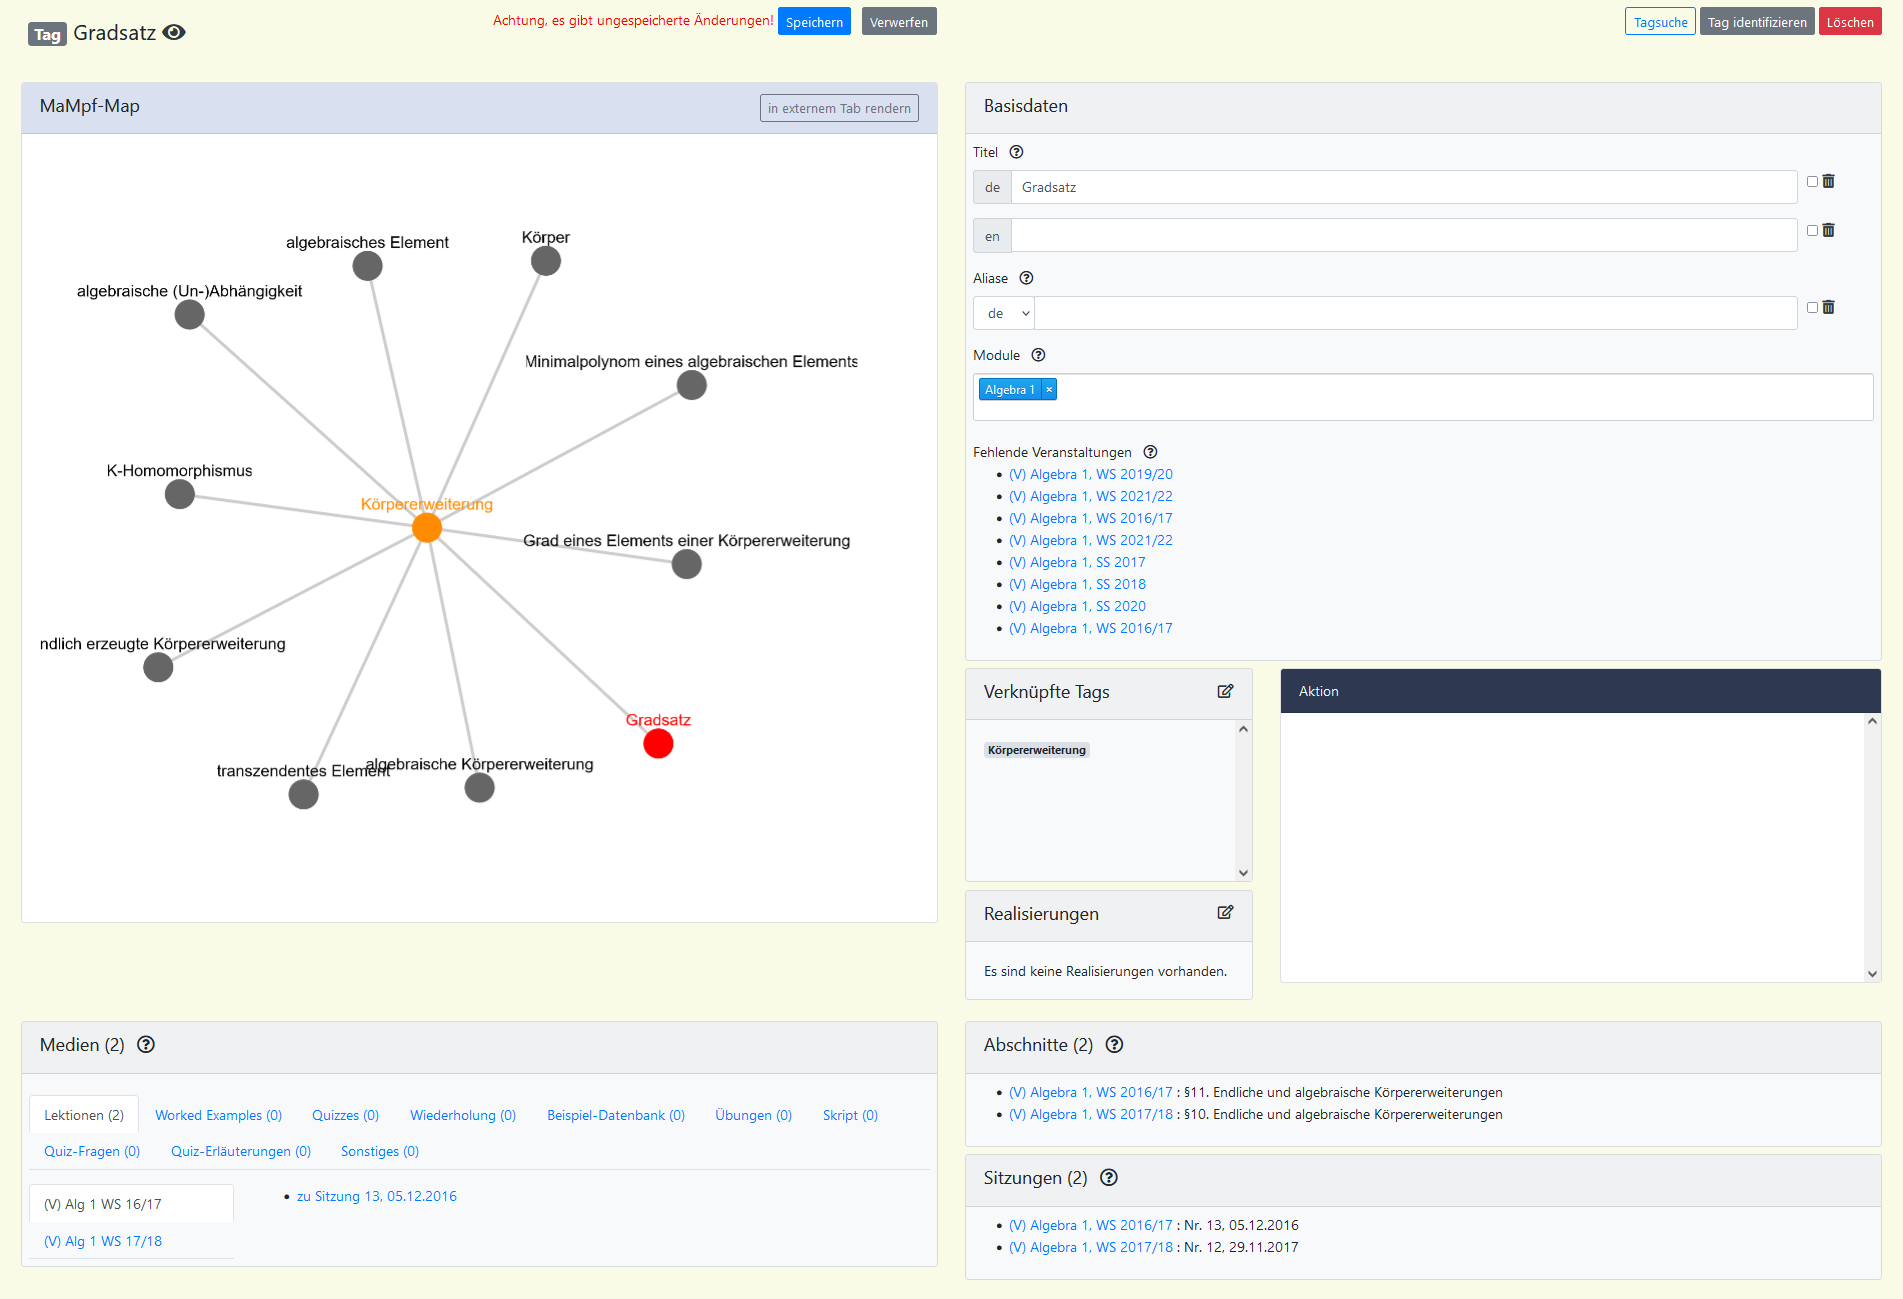 Tag Gradsatz
Achtung, es gibt ungespeicherte Änderungen! Speichern Verwerfen
Tagsuche Tag identifizieren Löschen
MaMpf-Map
in externem Tab rendern
algebraisches Element
Körper
algebraische (Un-)Abhängigkeit
Minimalpolynom eines algebraischen Elements
K-Homomorphismus
Körpererweiterung
Grad eines Elements einer Körpererweiterung
ndlich erzeugte Körpererweiterung
Gradsatz
transzendentes Element
algebraische Körpererweiterung
Basisdaten
Titel
de Gradsatz
en
Aliase
de
Module
Algebra 1 ×
Fehlende Veranstaltungen
(V) Algebra 1, WS 2019/20
(V) Algebra 1, WS 2021/22
(V) Algebra 1, WS 2016/17
(V) Algebra 1, WS 2021/22
(V) Algebra 1, SS 2017
(V) Algebra 1, SS 2018
(V) Algebra 1, SS 2020
(V) Algebra 1, WS 2016/17
Verknüpfte Tags
Körpererweiterung
Aktion
Realisierungen
Es sind keine Realisierungen vorhanden.
Medien (2)
Lektionen (2) Worked Examples (0) Quizzes (0) Wiederholung (0) Beispiel-Datenbank (0) Übungen (0) Skript (0)
Quiz-Fragen (0) Quiz-Erläuterungen (0) Sonstiges (0)
(V) Alg 1 WS 16/17
(V) Alg 1 WS 17/18
zu Sitzung 13, 05.12.2016
Abschnitte (2)
(V) Algebra 1, WS 2016/17 : §11. Endliche und algebraische Körpererweiterungen
(V) Algebra 1, WS 2017/18 : §10. Endliche und algebraische Körpererweiterungen
Sitzungen (2)
(V) Algebra 1, WS 2016/17 : Nr. 13, 05.12.2016
(V) Algebra 1, WS 2017/18 : Nr. 12, 29.11.2017